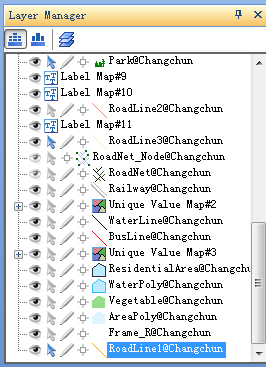 Layer Manager
Park@Changchun
Label Map#9
Label Map#10
RoadLine2@Changchun
Label Map#11
RoadLine3@Changchun
RoadNet_Node@Changchun
RoadNet@Changchun
Railway@Changchun
Unique Value Map#2
WaterLine@Changchun
BusLine@Changchun
Unique Value Map#3
ResidentialArea@Changchu
WaterPoly@Changchun
Vegetable@Changchun
AreaPoly@Changchun
Frame_R@Changchun
RoadLine1@Changchun